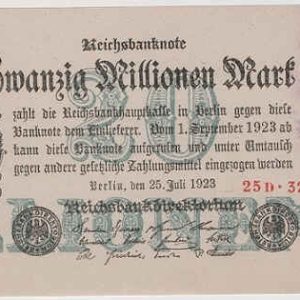 Reichsbanknote
Zwanzig Millionen Mark
zahlt die Reichsbankhauptkasse in Berlin gegen diese
Banknote dem Einlieferer. Vom 1. September 1923 ab
kann diese Banknote aufgerufen und unter Umtausch
gegen andere gesetzliche Zahlungsmittel eingezogen werden
Berlin, den 25. Juli 1923
25D·32
Reichsbankdirektorium